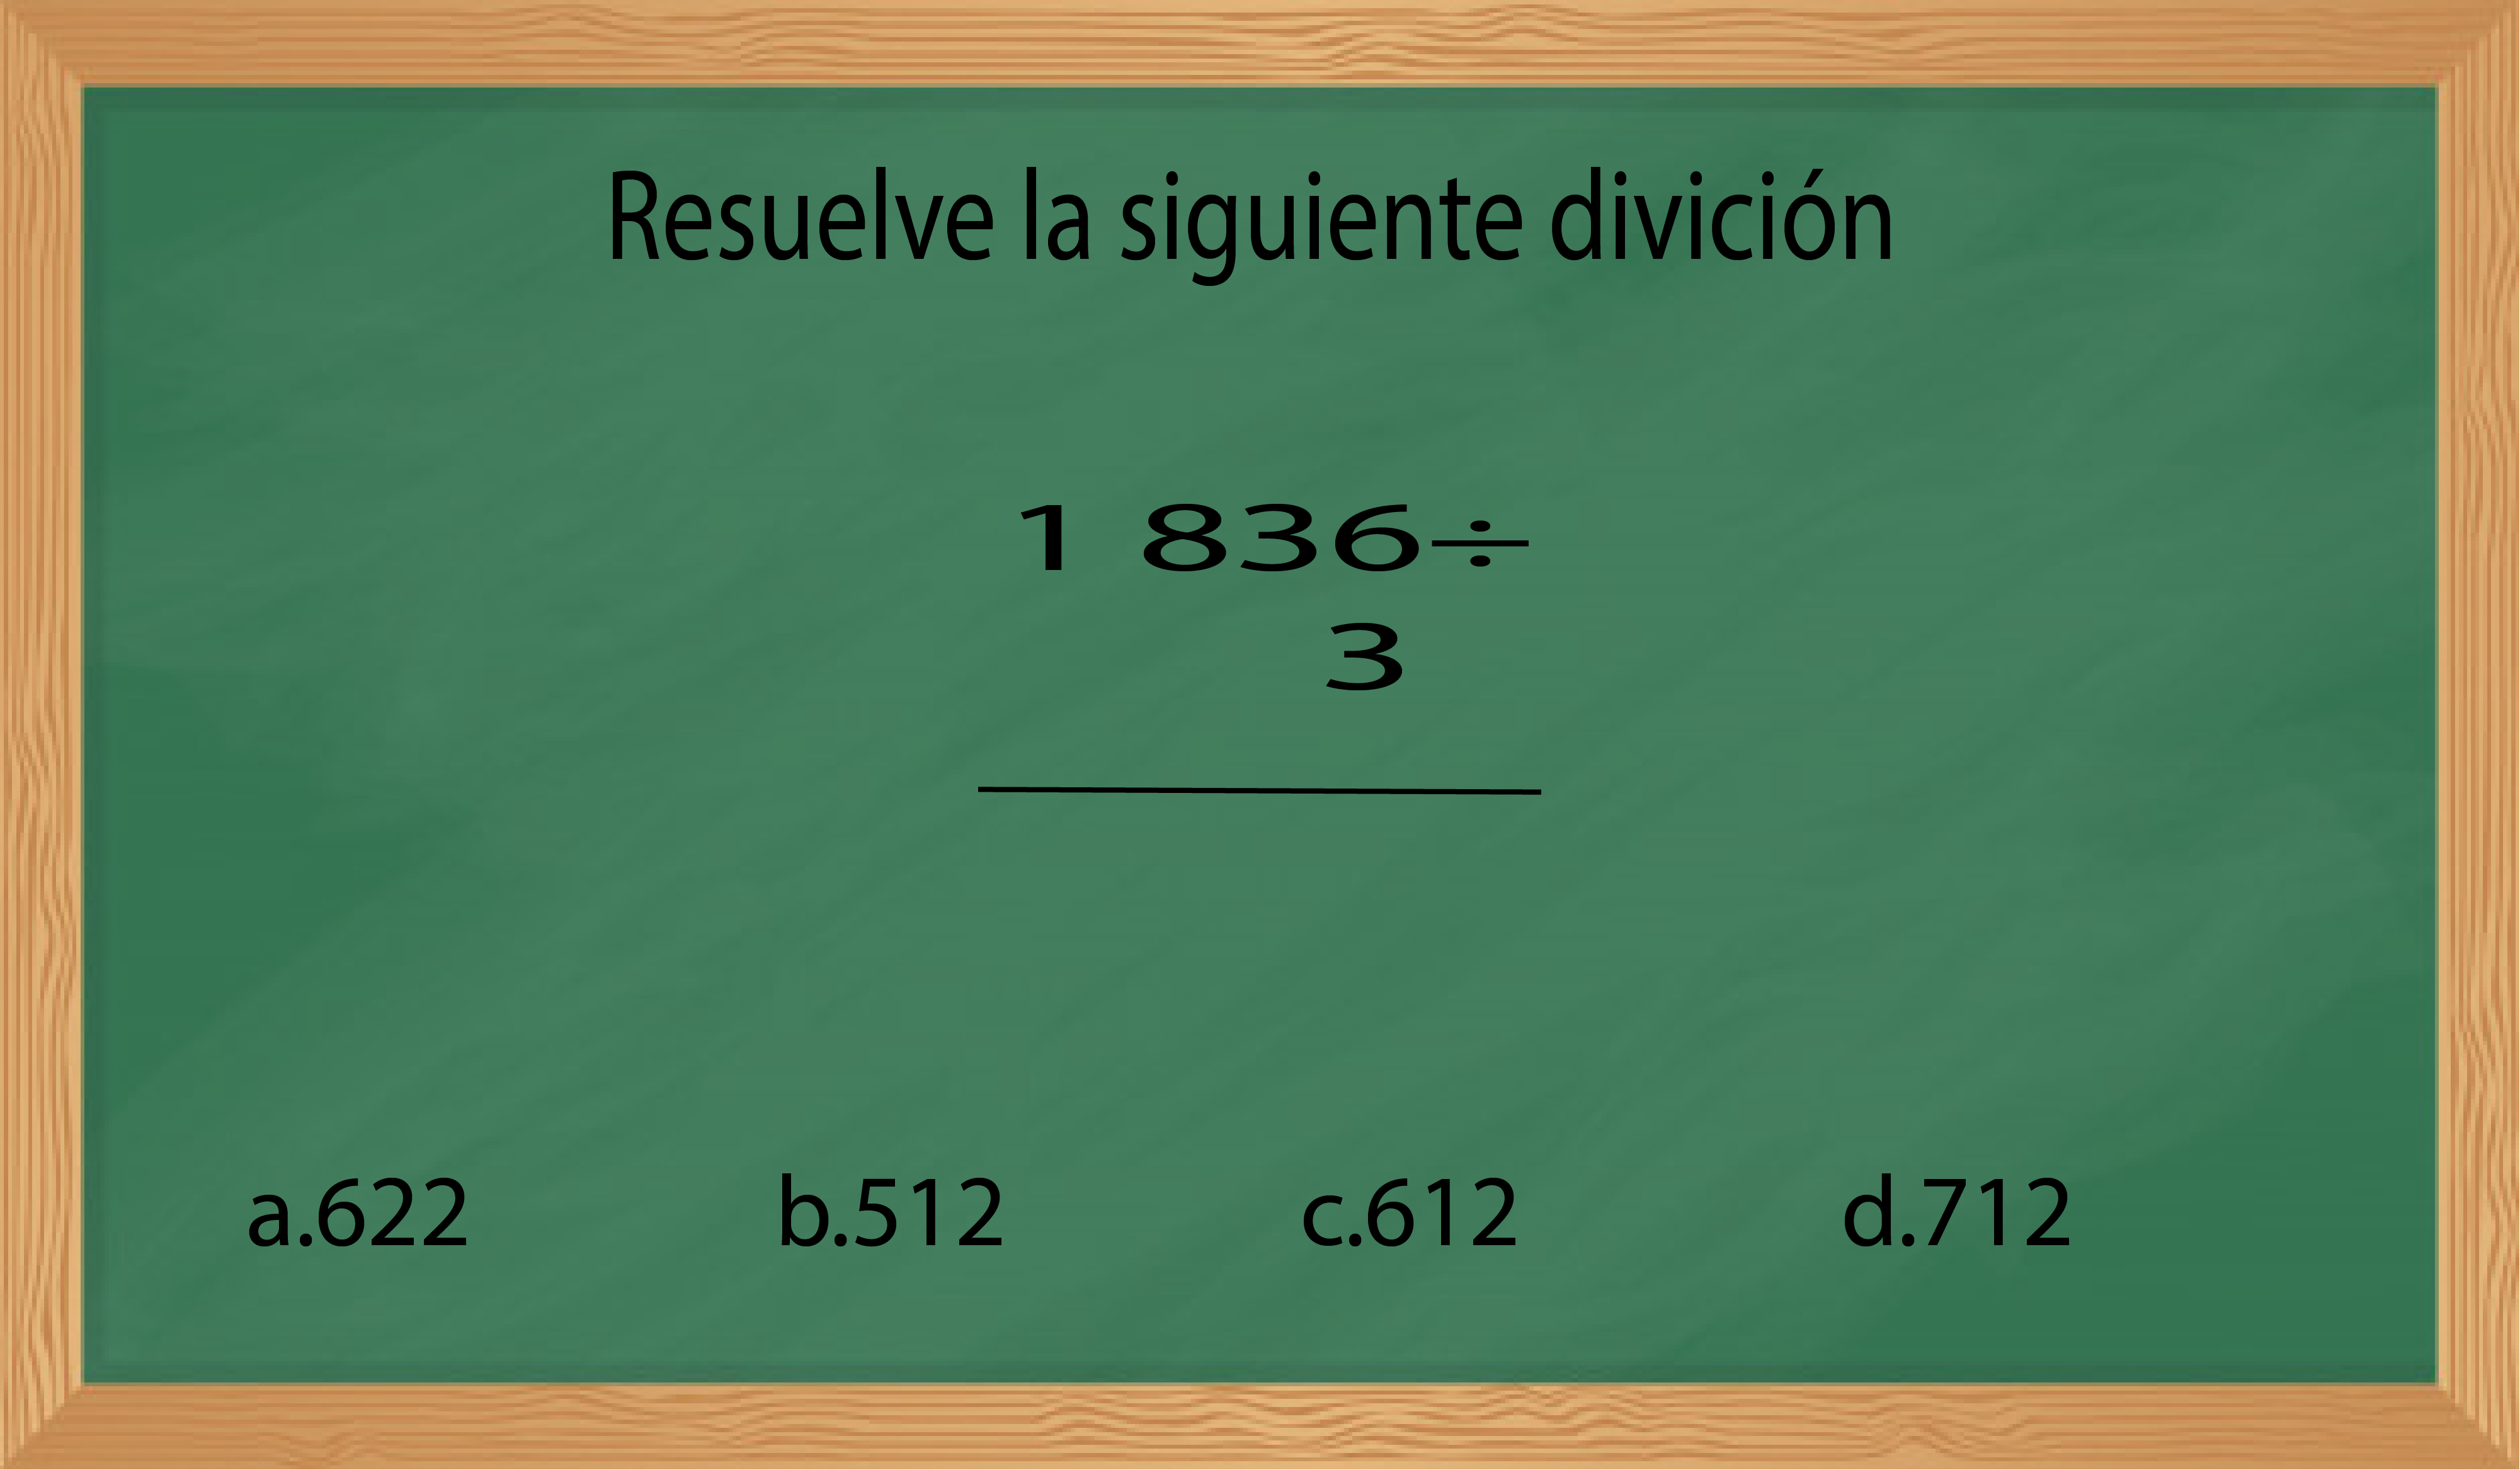 Resuelve la siguiente divición
1 836÷
3
a.622 b.512 c.612 d.712